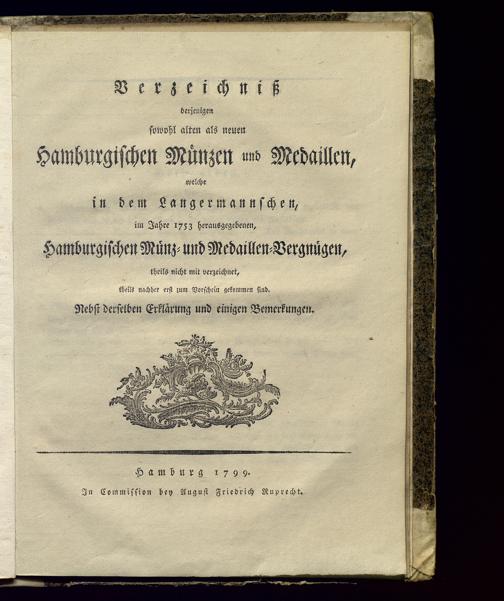 Verzeichniß
derjenigen
sowohl alten als neuen
Hamburgischen Münzen und Medaillen,
welche
in dem Langermannschen,
im Jahre 1753 herausgegebenen,
Hamburgischen Münz- und Medaillen-Vergnügen,
theils nicht mit verzeichnet,
theils nachher erst zum Vorschein gekommen sind.
Nebst derselben Erklärung und einigen Bemerkungen.
Hamburg 1799.
In Commission bey August Friedrich Ruprecht.